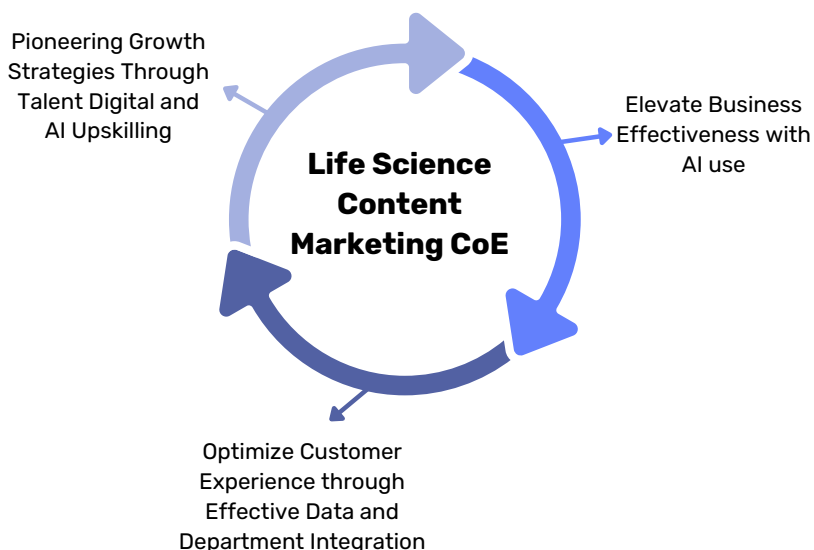 Pioneering Growth
Strategies Through
Talent Digital and
AI Upskilling
Elevate Business
Effectiveness with
AI use
Life Science
Content
Marketing CoE
Optimize Customer
Experience through
Effective Data and
Department Integration